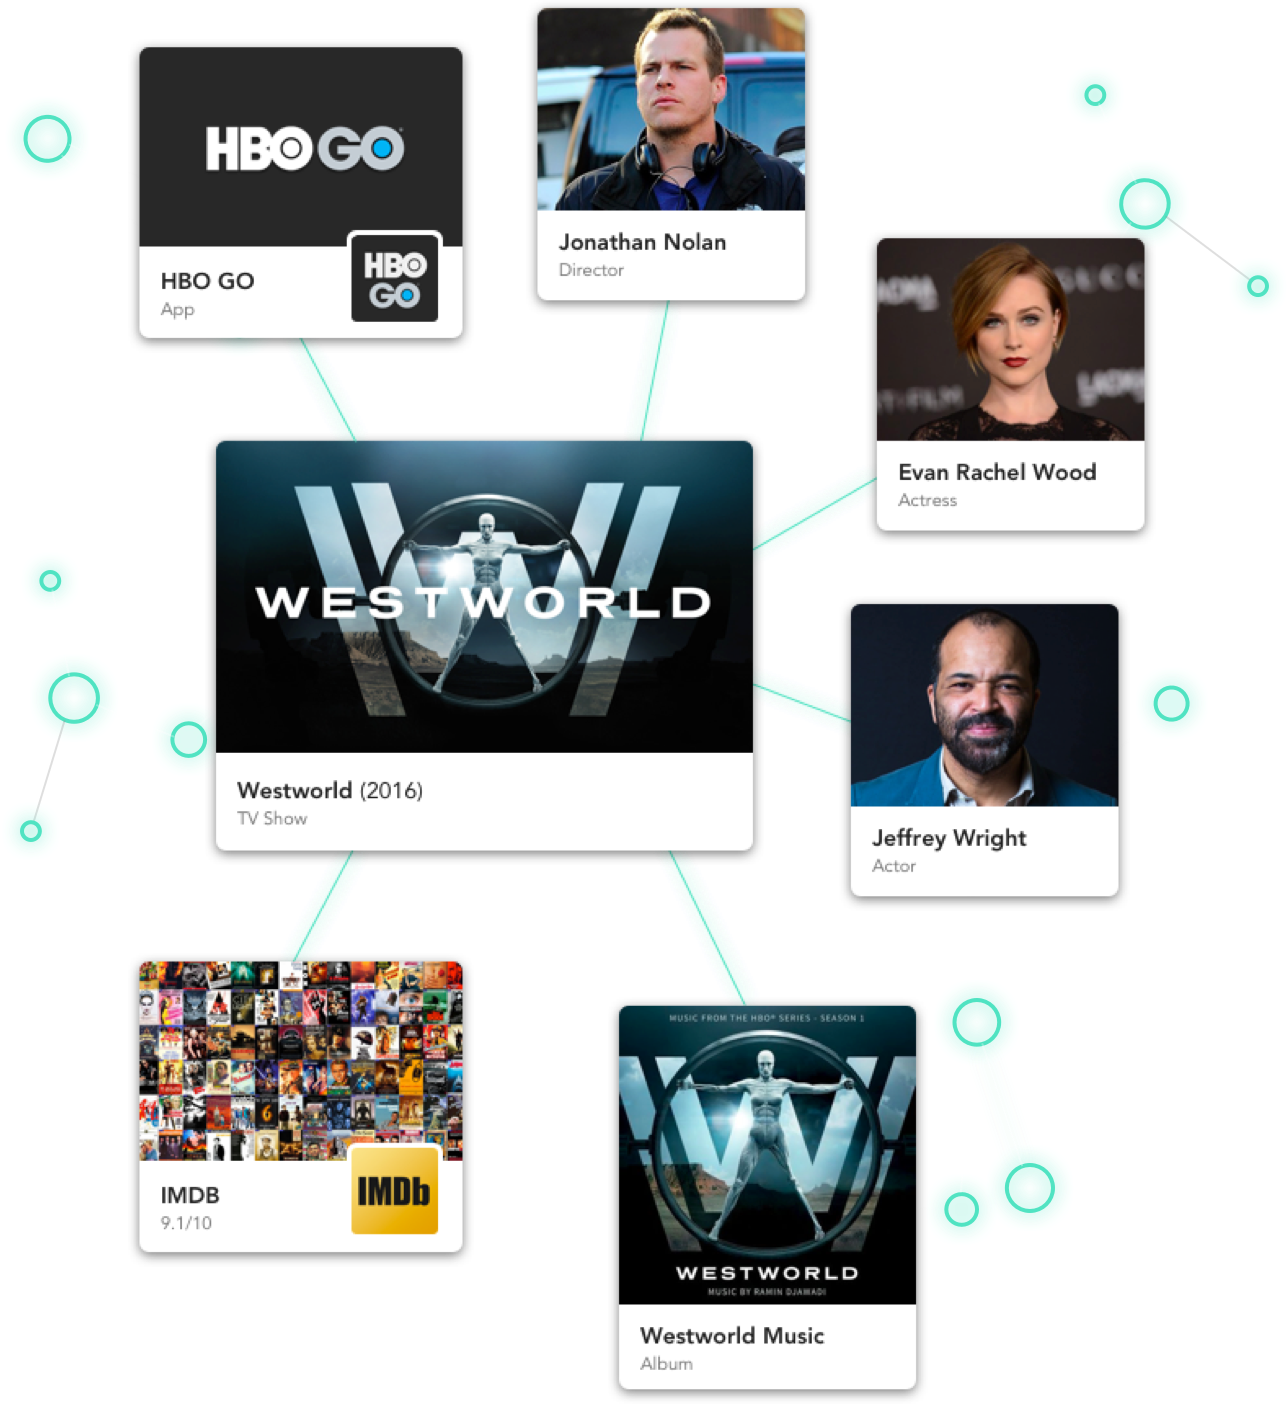 HBO GO
HBO GO
App
HBO
GO
Jonathan Nolan
Director
GUCC
LACMA
Evan Rachel Wood
Actress
WESTWORLD
Westworld (2016)
TV Show
Jeffrey Wright
Actor
IMDB
9.1/10
IMDb
MUSIC FROM THE HBO® SERIES - SEASON 1
WESTWORLD
MUSIC BY RAMIN DJAWADI
Westworld Music
Album